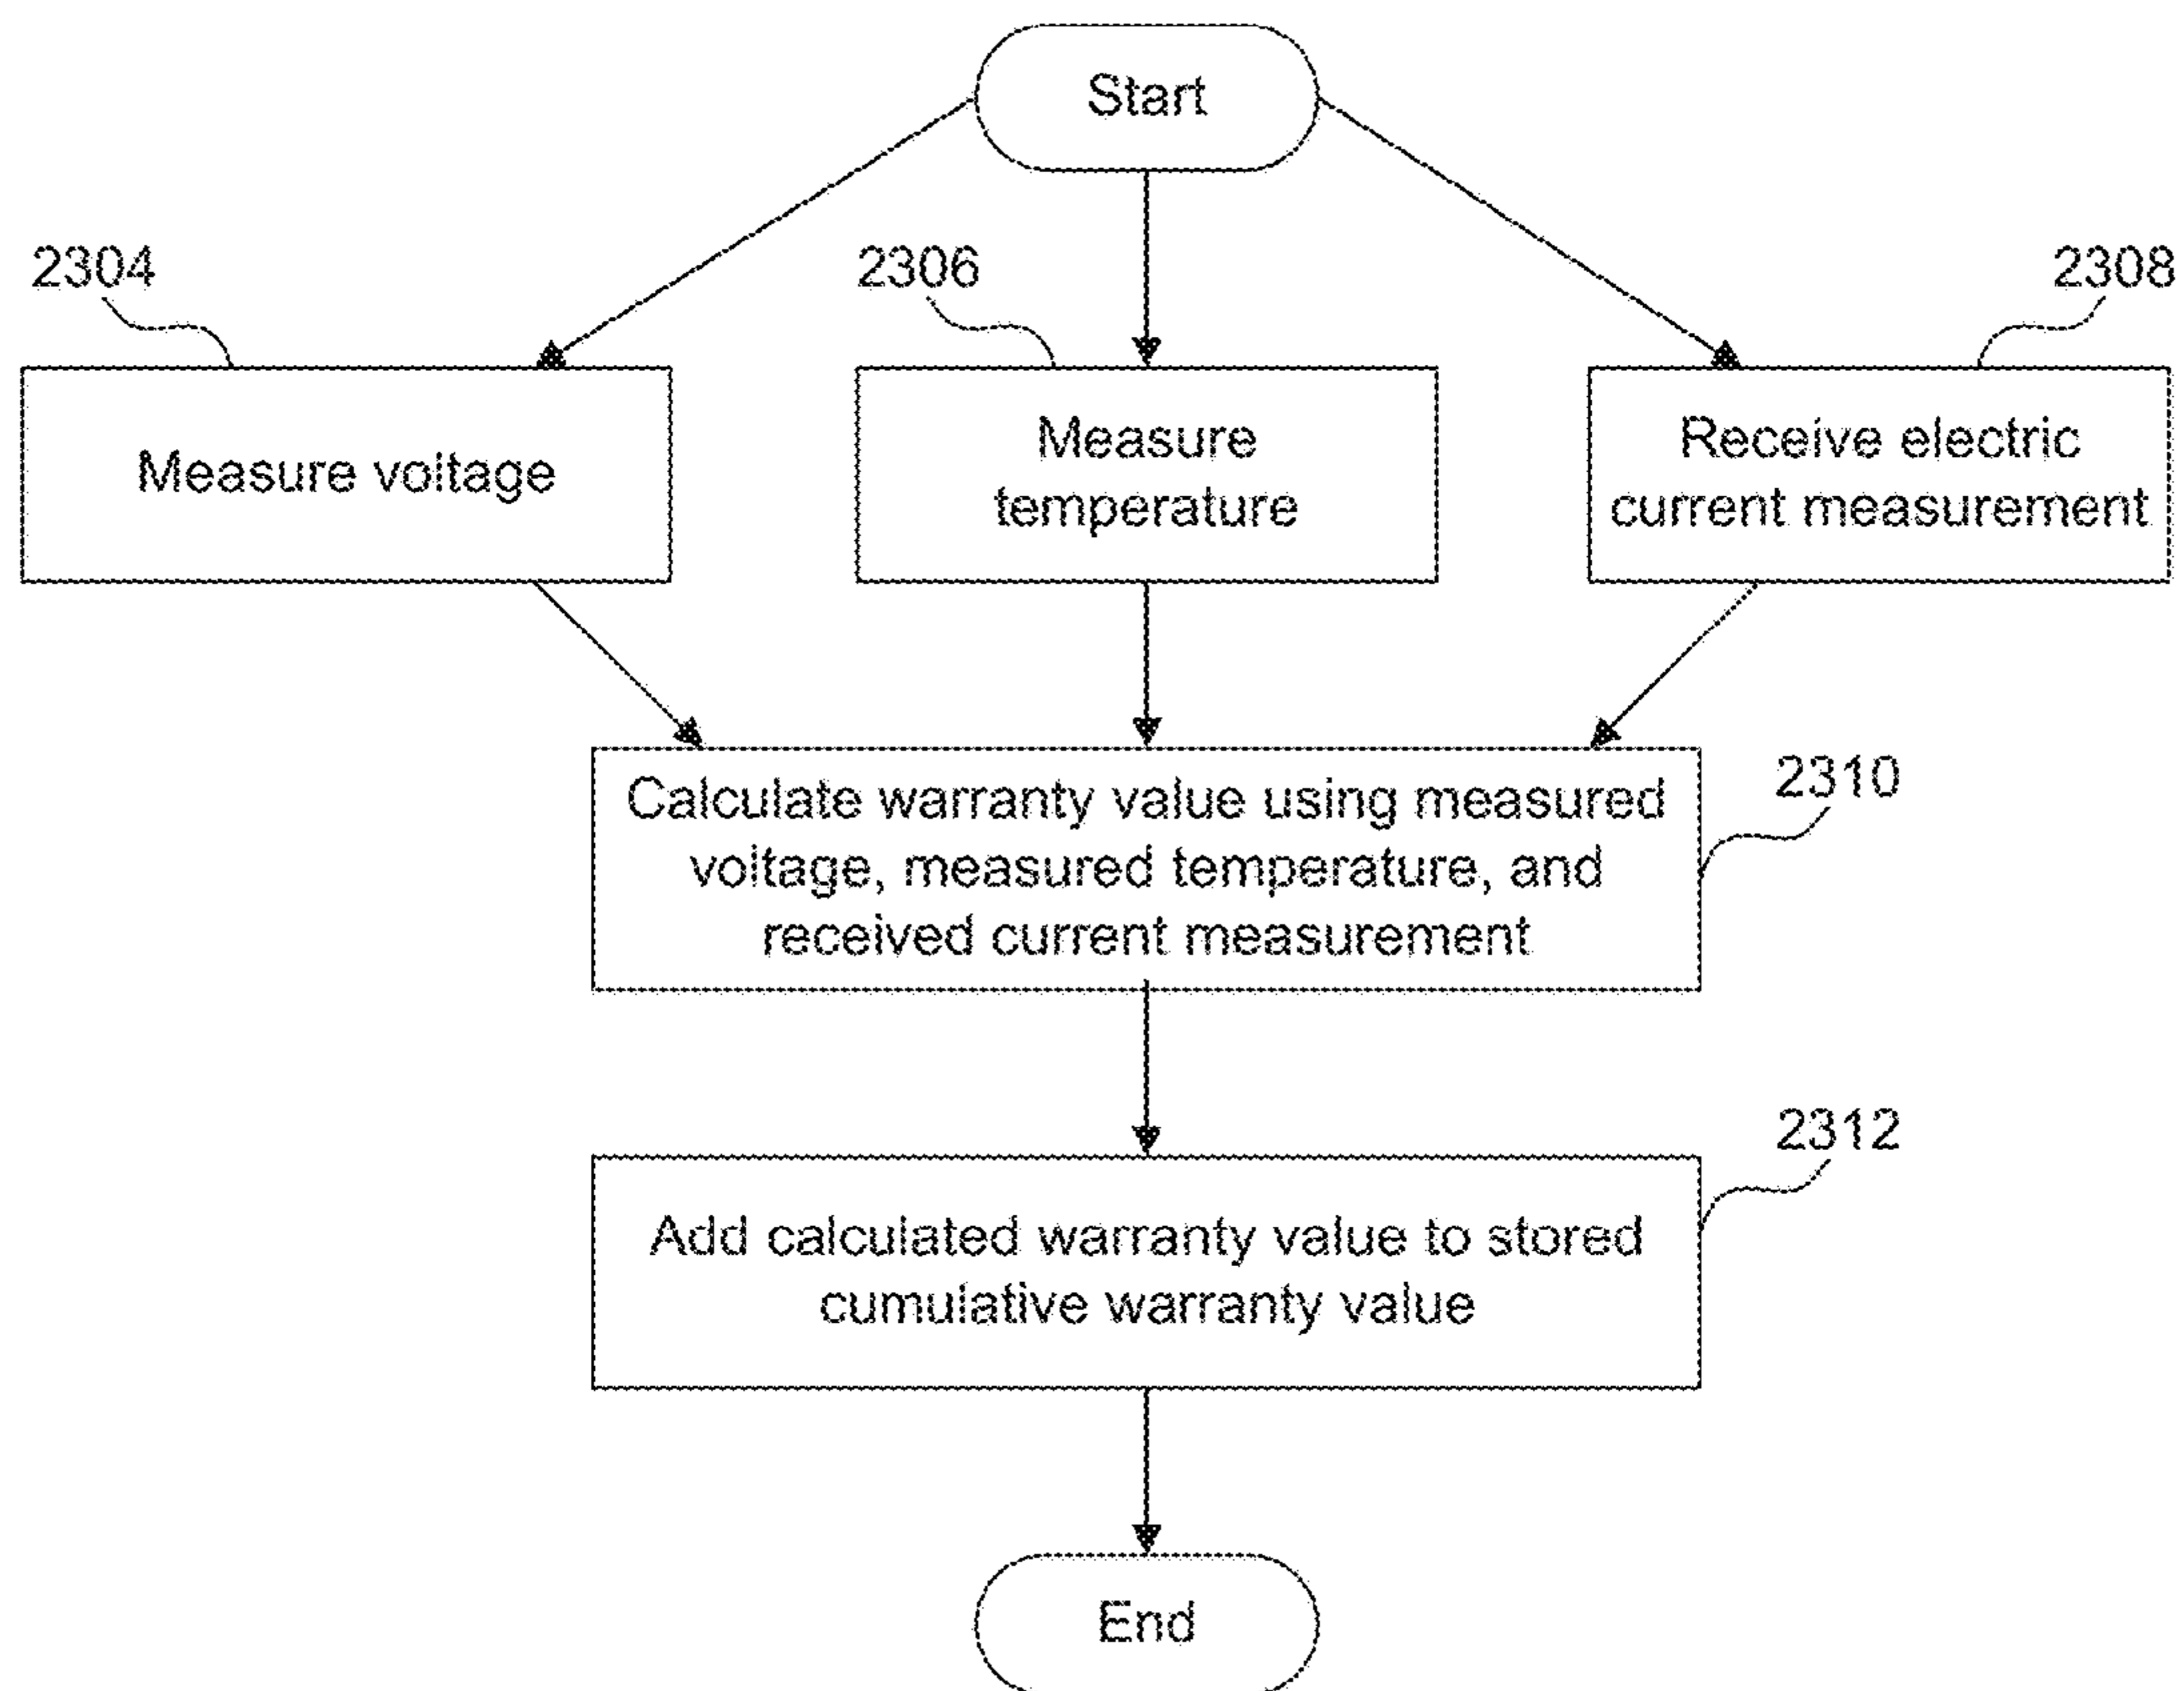 Start
2304
2306
2308
Measure voltage
Measure
temperature
Receive electric
current measurement
Calculate warranty value using measured
voltage, measured temperature, and
received current measurement
2310
Add calculated warranty value to stored
cumulative warranty value
2312
End